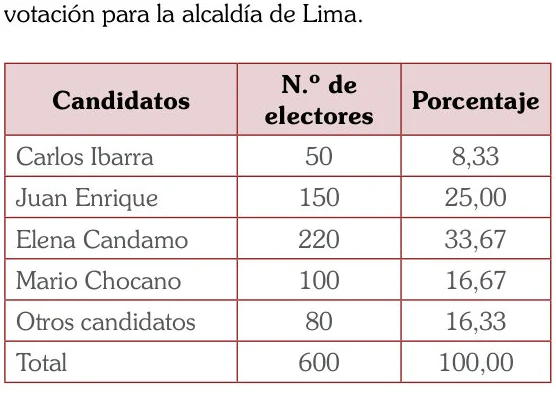 votación para la alcaldía de Lima.
Candidatos N.º de electores Porcentaje
Carlos Ibarra 50 8,33
Juan Enrique 150 25,00
Elena Candamo 220 33,67
Mario Chocano 100 16,67
Otros candidatos 80 16,33
Total 600 100,00